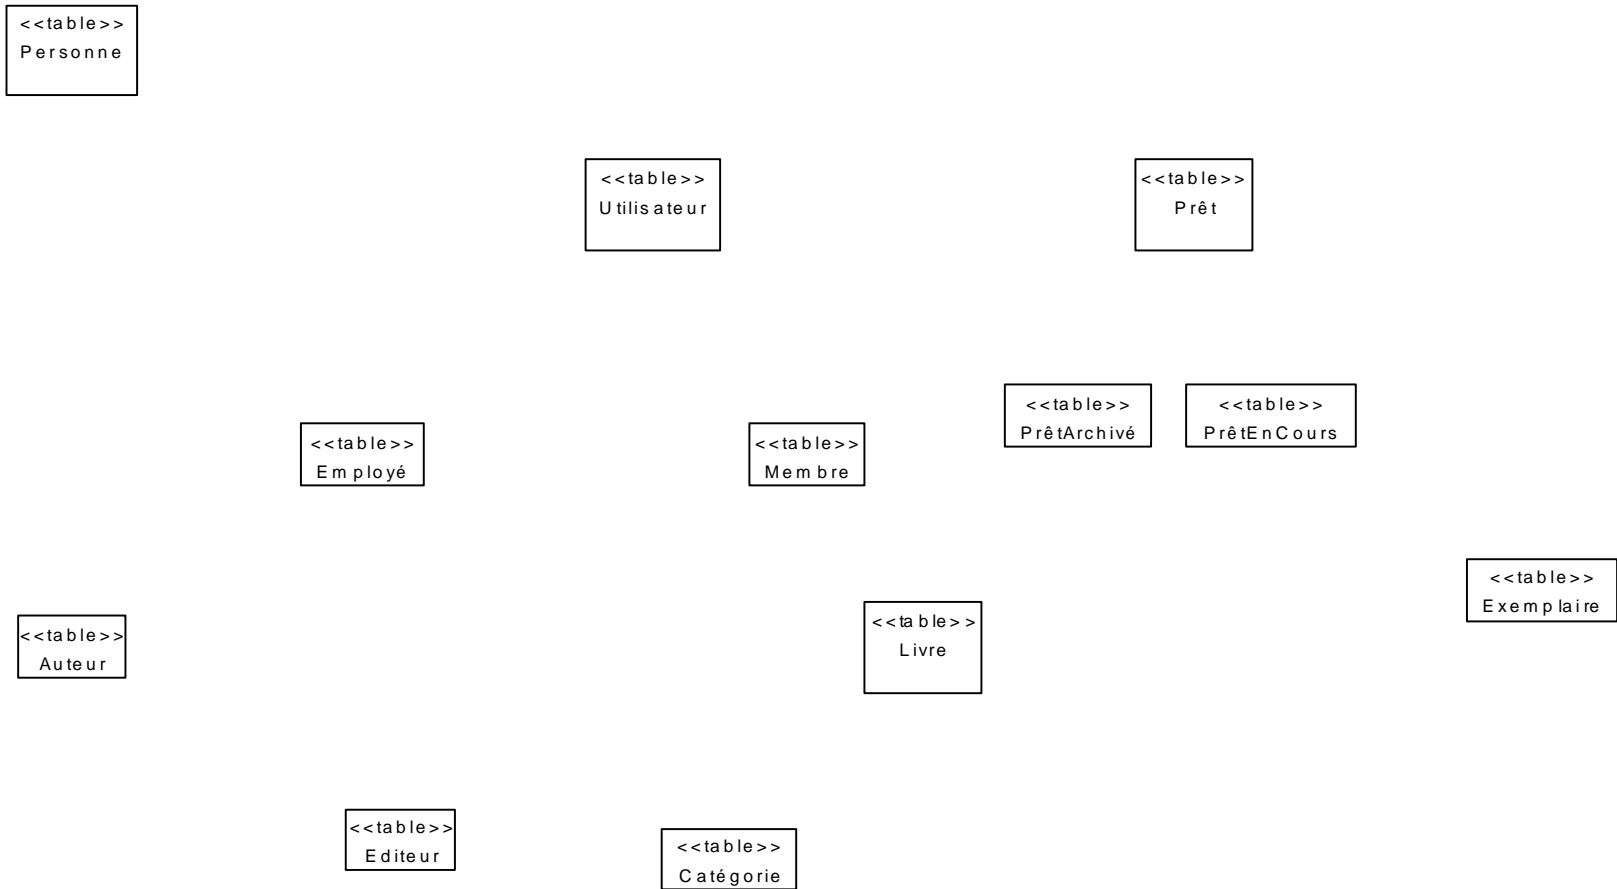 <<table>>
Personne
<<table>>
Utilisateur
<<table>>
Prêt
<<table>>
PrêtArchivé
<<table>>
PrêtEnCours
<<table>>
Employé
<<table>>
Membre
<<table>>
Exemplaire
<<table>>
Livre
<<table>>
Auteur
<<table>>
Editeur
<<table>>
Catégorie